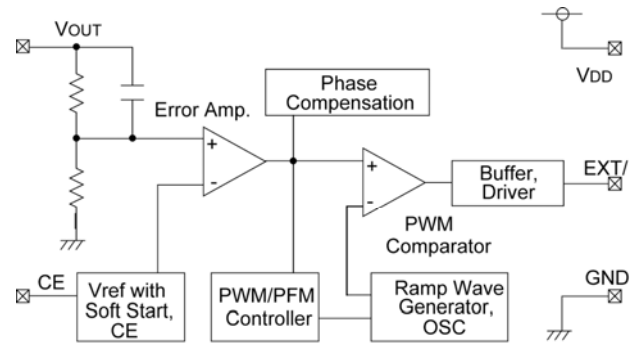 VOUT
VDD
Phase
Compensation
Error Amp.
+
-
+
-
Buffer,
Driver
EXT/
PWM
Comparator
CE
Vref with
Soft Start,
CE
PWM/PFM
Controller
Ramp Wave
Generator,
OSC
GND